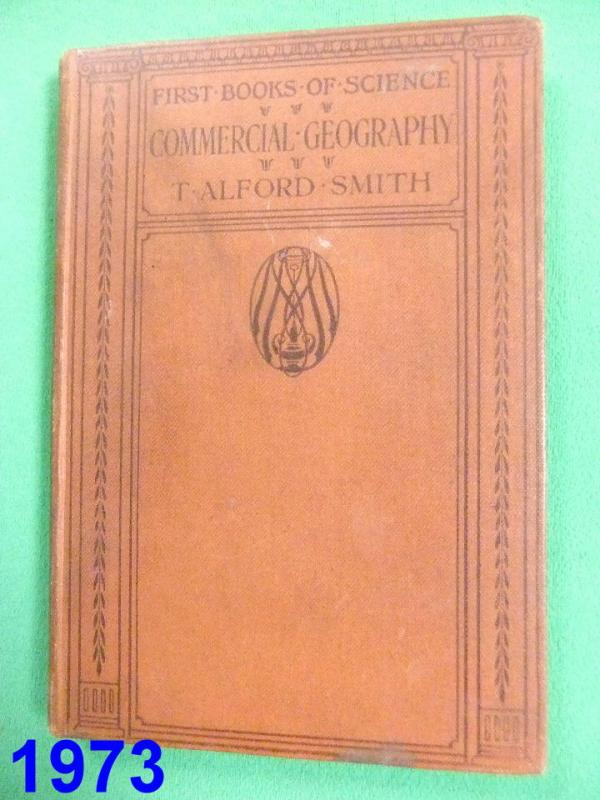 FIRST·BOOKS·OF·SCIENCE
COMMERCIAL·GEOGRAPHY
T·ALFORD·SMITH
1973